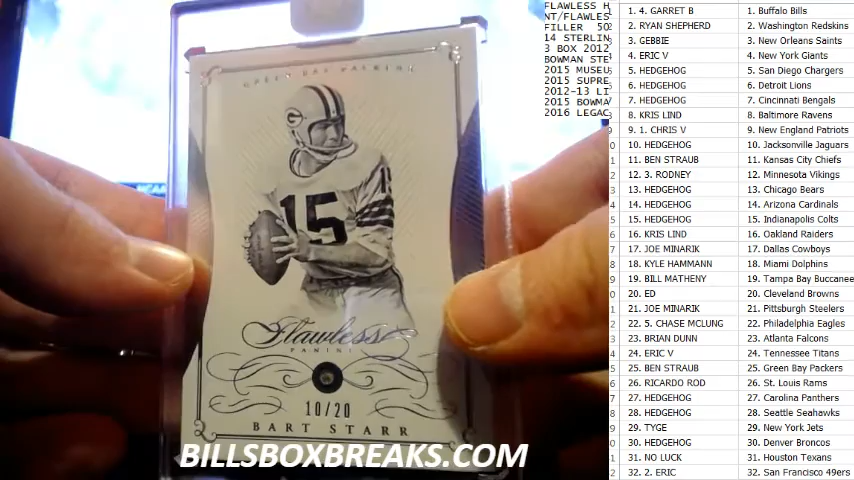 FLAWLESS H
NT/FLAWLES
FILLER 50
14 STERLIN
3 BOX 2012
BOWMAN STE
2015 MUSEU
2015 SUPRE
2012-13 LI
2015 BOWMA
2016 LEGAC
GREEN BAY PACKERS
15
Flawless
PANINI
10/20
BART STARR
BILLSBOXBREAKS.COM
1. 4. GARRET B 1. Buffalo Bills
2. RYAN SHEPHERD 2. Washington Redskins
3. GEBBIE 3. New Orleans Saints
4. ERIC V 4. New York Giants
5. HEDGEHOG 5. San Diego Chargers
6. HEDGEHOG 6. Detroit Lions
7. HEDGEHOG 7. Cincinnati Bengals
8. KRIS LIND 8. Baltimore Ravens
9. 1. CHRIS V 9. New England Patriots
10. HEDGEHOG 10. Jacksonville Jaguars
11. BEN STRAUB 11. Kansas City Chiefs
12. 3. RODNEY 12. Minnesota Vikings
13. HEDGEHOG 13. Chicago Bears
14. HEDGEHOG 14. Arizona Cardinals
15. HEDGEHOG 15. Indianapolis Colts
16. KRIS LIND 16. Oakland Raiders
17. JOE MINARIK 17. Dallas Cowboys
18. KYLE HAMMANN 18. Miami Dolphins
19. BILL MATHENY 19. Tampa Bay Buccanee
20. ED 20. Cleveland Browns
21. JOE MINARIK 21. Pittsburgh Steelers
22. 5. CHASE MCLUNG 22. Philadelphia Eagles
23. BRIAN DUNN 23. Atlanta Falcons
24. ERIC V 24. Tennessee Titans
25. BEN STRAUB 25. Green Bay Packers
26. RICARDO ROD 26. St. Louis Rams
27. HEDGEHOG 27. Carolina Panthers
28. HEDGEHOG 28. Seattle Seahawks
29. TYGE 29. New York Jets
30. HEDGEHOG 30. Denver Broncos
31. NO LUCK 31. Houston Texans
32. 2. ERIC 32. San Francisco 49ers